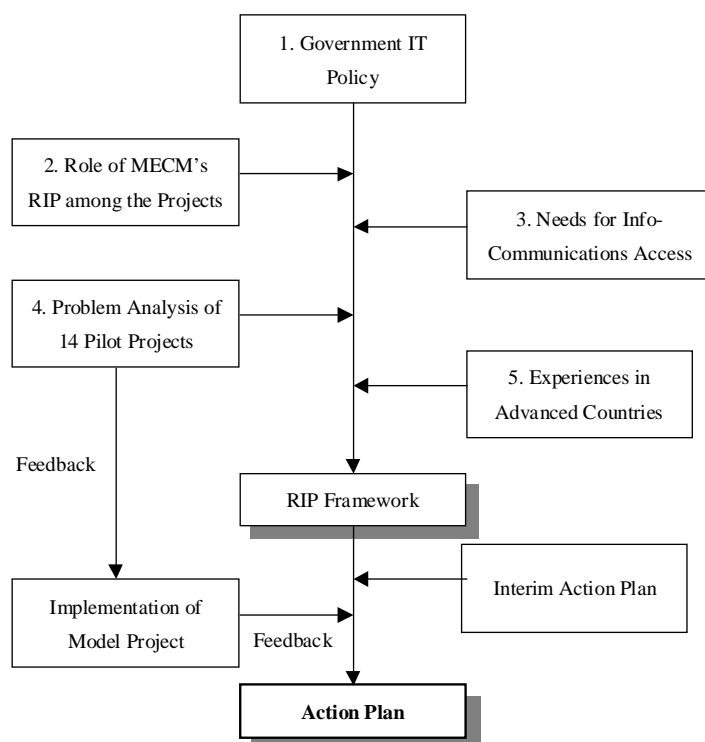 1. Government IT
Policy
2. Role of MECM's
RIP among the Projects
3. Needs for Info-
Communications Access
4. Problem Analysis of
14 Pilot Projects
5. Experiences in
Advanced Countries
Feedback
RIP Framework
Interim Action Plan
Implementation of
Model Project
Feedback
Action Plan